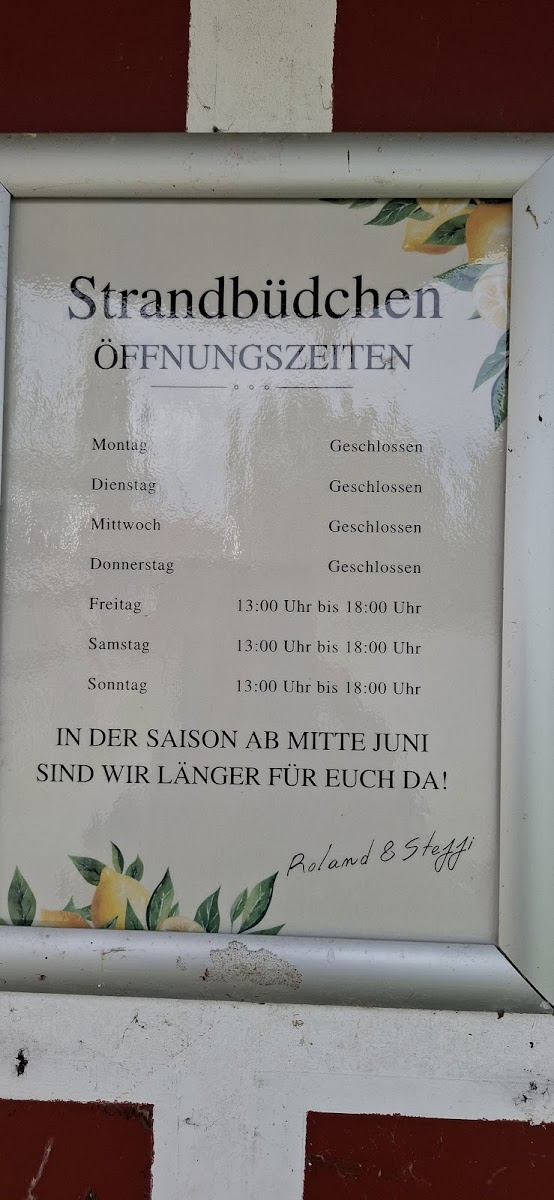 Strandbüdchen
ÖFFNUNGSZEITEN
Montag Geschlossen
Dienstag Geschlossen
Mittwoch Geschlossen
Donnerstag Geschlossen
Freitag 13:00 Uhr bis 18:00 Uhr
Samstag 13:00 Uhr bis 18:00 Uhr
Sonntag 13:00 Uhr bis 18:00 Uhr
IN DER SAISON AB MITTE JUNI
SIND WIR LÄNGER FÜR EUCH DA!
Roland & Steffi